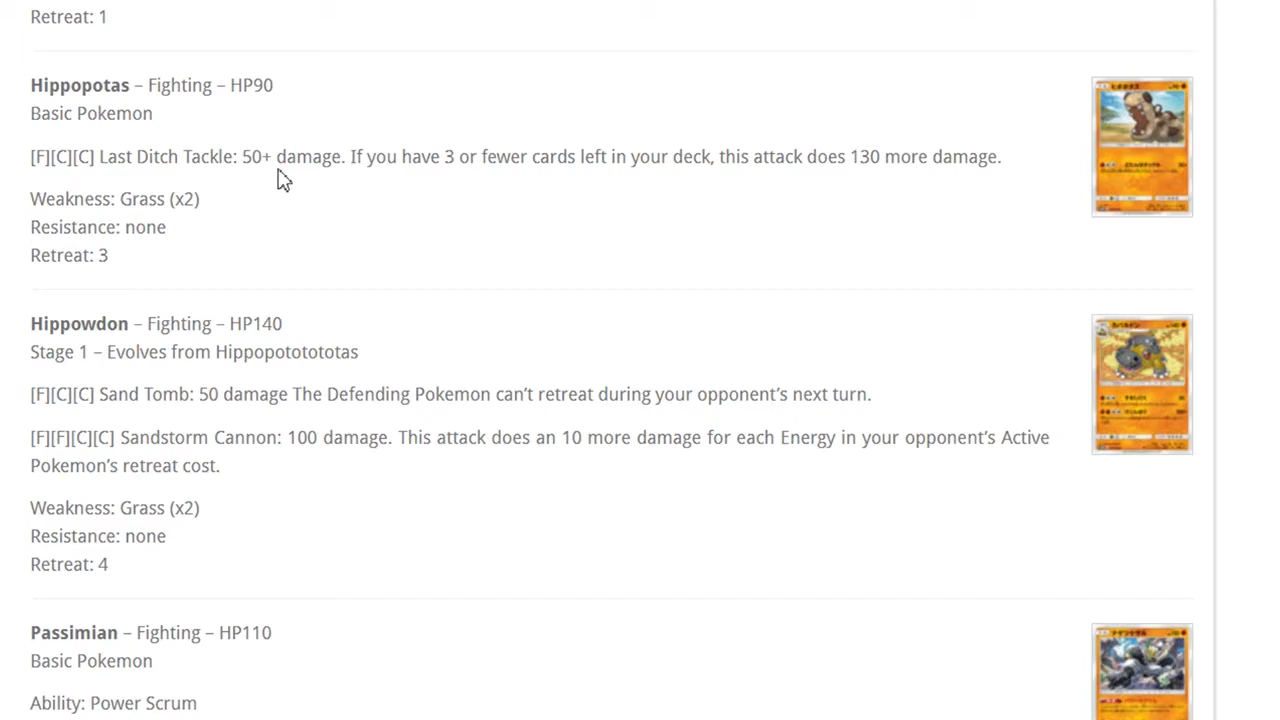 Retreat: 1
Hippopotas – Fighting – HP90
Basic Pokemon
[F][C][C] Last Ditch Tackle: 50+ damage. If you have 3 or fewer cards left in your deck, this attack does 130 more damage.
Weakness: Grass (x2)
Resistance: none
Retreat: 3
Hippowdon – Fighting – HP140
Stage 1 – Evolves from Hippopototototas
[F][C][C] Sand Tomb: 50 damage The Defending Pokemon can’t retreat during your opponent’s next turn.
[F][F][C][C] Sandstorm Cannon: 100 damage. This attack does an 10 more damage for each Energy in your opponent’s Active
Pokemon’s retreat cost.
Weakness: Grass (x2)
Resistance: none
Retreat: 4
Passimian – Fighting – HP110
Basic Pokemon
Ability: Power Scrum